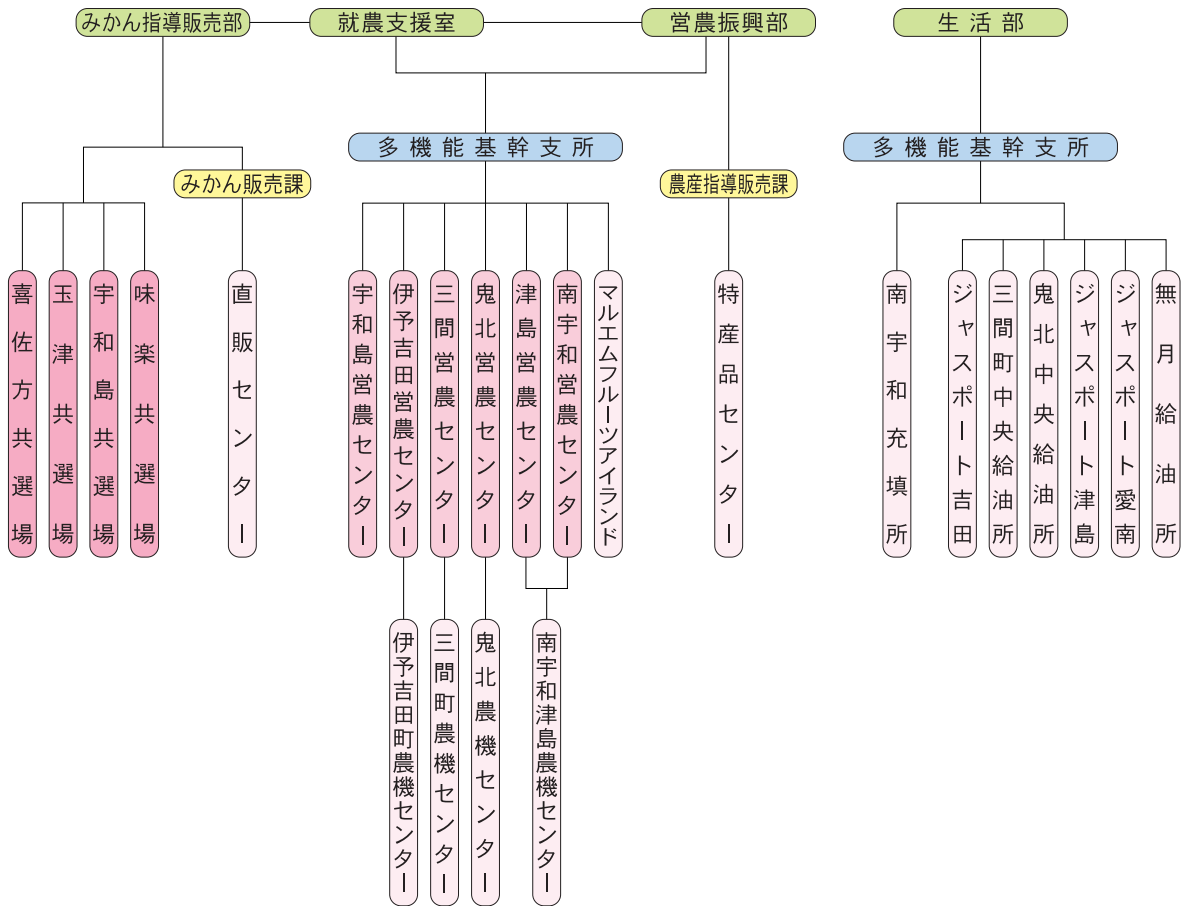 みかん指導販売部
就農支援室
営農振興部
生活部
多機能基幹支所
多機能基幹支所
みかん販売課
農産指導販売課
喜佐方共選場
玉津共選場
宇和島共選場
味楽共選場
直販センター
宇和島営農センター
伊予吉田営農センター
三間営農センター
鬼北営農センター
津島営農センター
南宇和営農センター
マルエムフルーツアイランド
特産品センター
南宇和充填所
ジャスポート吉田
三間町中央給油所
鬼北中央給油所
ジャスポート津島
ジャスポート愛南
無月給油所
伊予吉田町農機センター
三間町農機センター
鬼北農機センター
南宇和津島農機センター